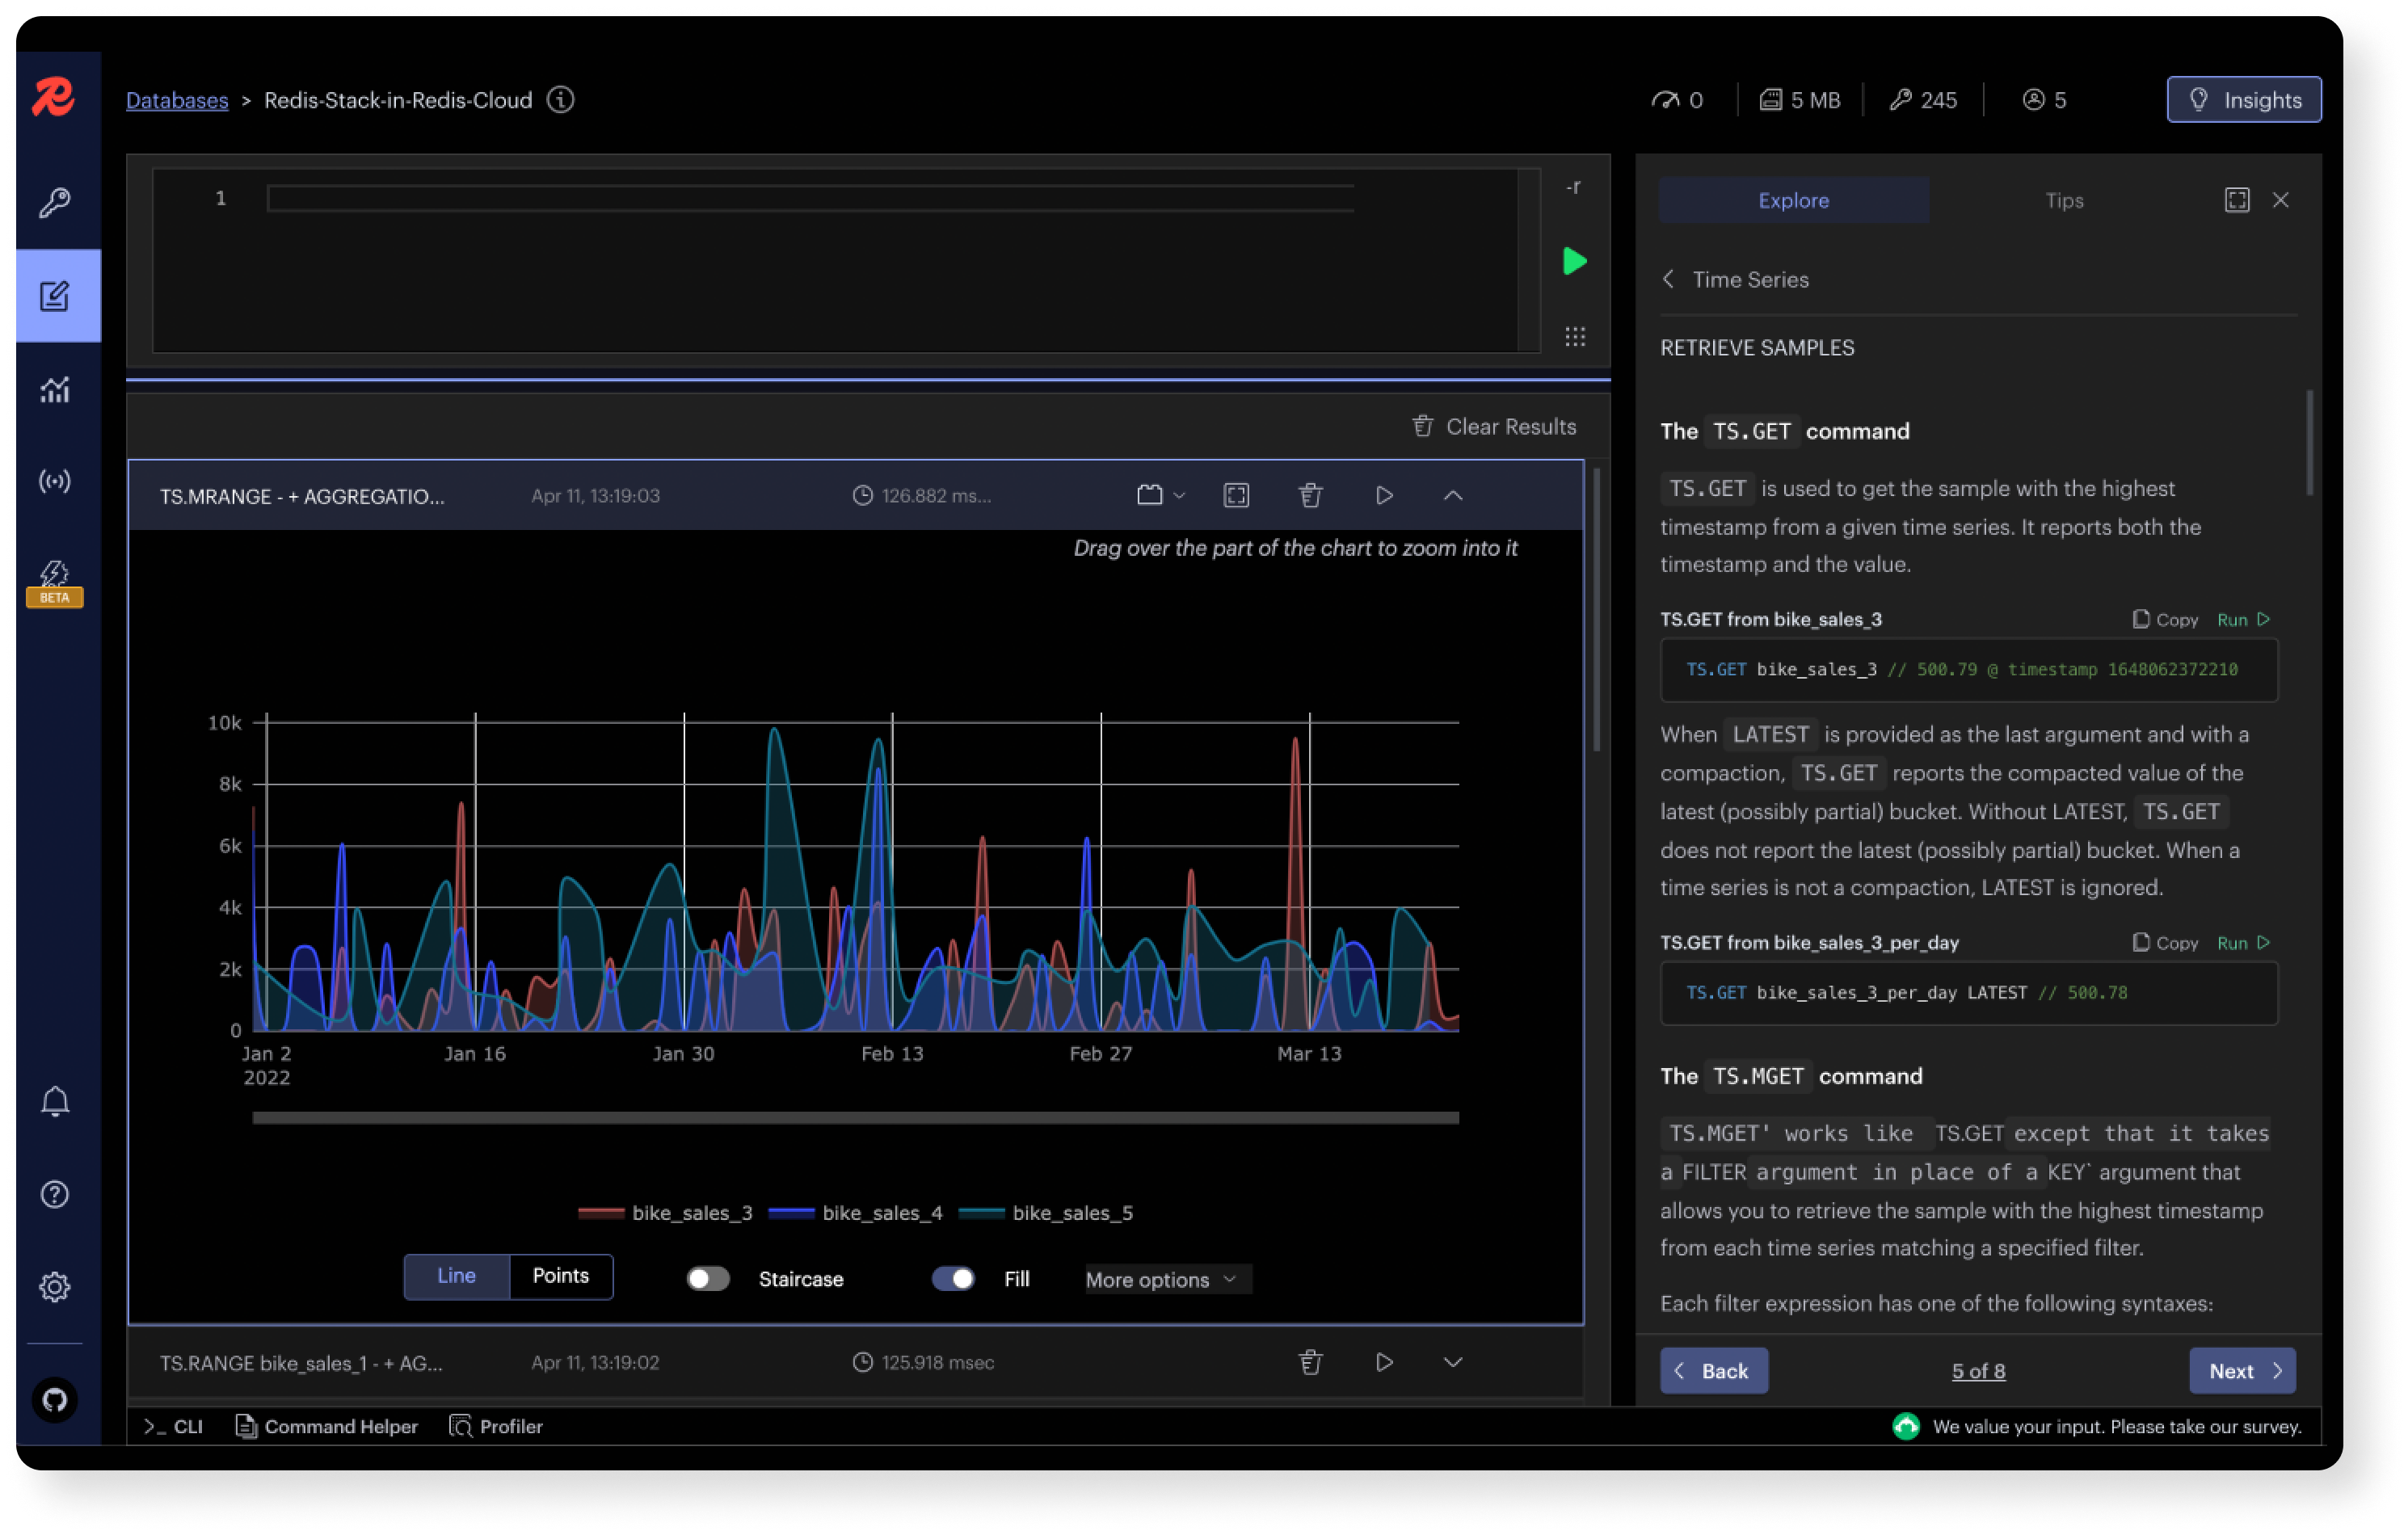 Databases > Redis-Stack-in-Redis-Cloud
0
5 MB
245
5
Insights
BETA
1
-r
Clear Results
TS.MRANGE - + AGGREGATIO...
Apr 11, 13:19:03
126.882 ms...
Drag over the part of the chart to zoom into it
10k
8k
6k
4k
2k
0
Jan 2
2022
Jan 16
Jan 30
Feb 13
Feb 27
Mar 13
bike_sales_3
bike_sales_4
bike_sales_5
Line
Points
Staircase
Fill
More options
TS.RANGE bike_sales_1 - + AG...
Apr 11, 13:19:02
125.918 msec
Explore
Tips
Time Series
RETRIEVE SAMPLES
The TS.GET command
TS.GET is used to get the sample with the highest
timestamp from a given time series. It reports both the
timestamp and the value.
TS.GET from bike_sales_3
Copy
Run
TS.GET bike_sales_3 // 500.79 @ timestamp 1648062372210
When LATEST is provided as the last argument and with a
compaction, TS.GET reports the compacted value of the
latest (possibly partial) bucket. Without LATEST, TS.GET
does not report the latest (possibly partial) bucket. When a
time series is not a compaction, LATEST is ignored.
TS.GET from bike_sales_3_per_day
Copy
Run
TS.GET bike_sales_3_per_day LATEST // 500.78
The TS.MGET command
TS.MGET' works like TS.GET except that it takes
a FILTER argument in place of a KEY` argument that
allows you to retrieve the sample with the highest timestamp
from each time series matching a specified filter.
Each filter expression has one of the following syntaxes:
Back
5 of 8
Next
>_ CLI
Command Helper
Profiler
We value your input. Please take our survey.